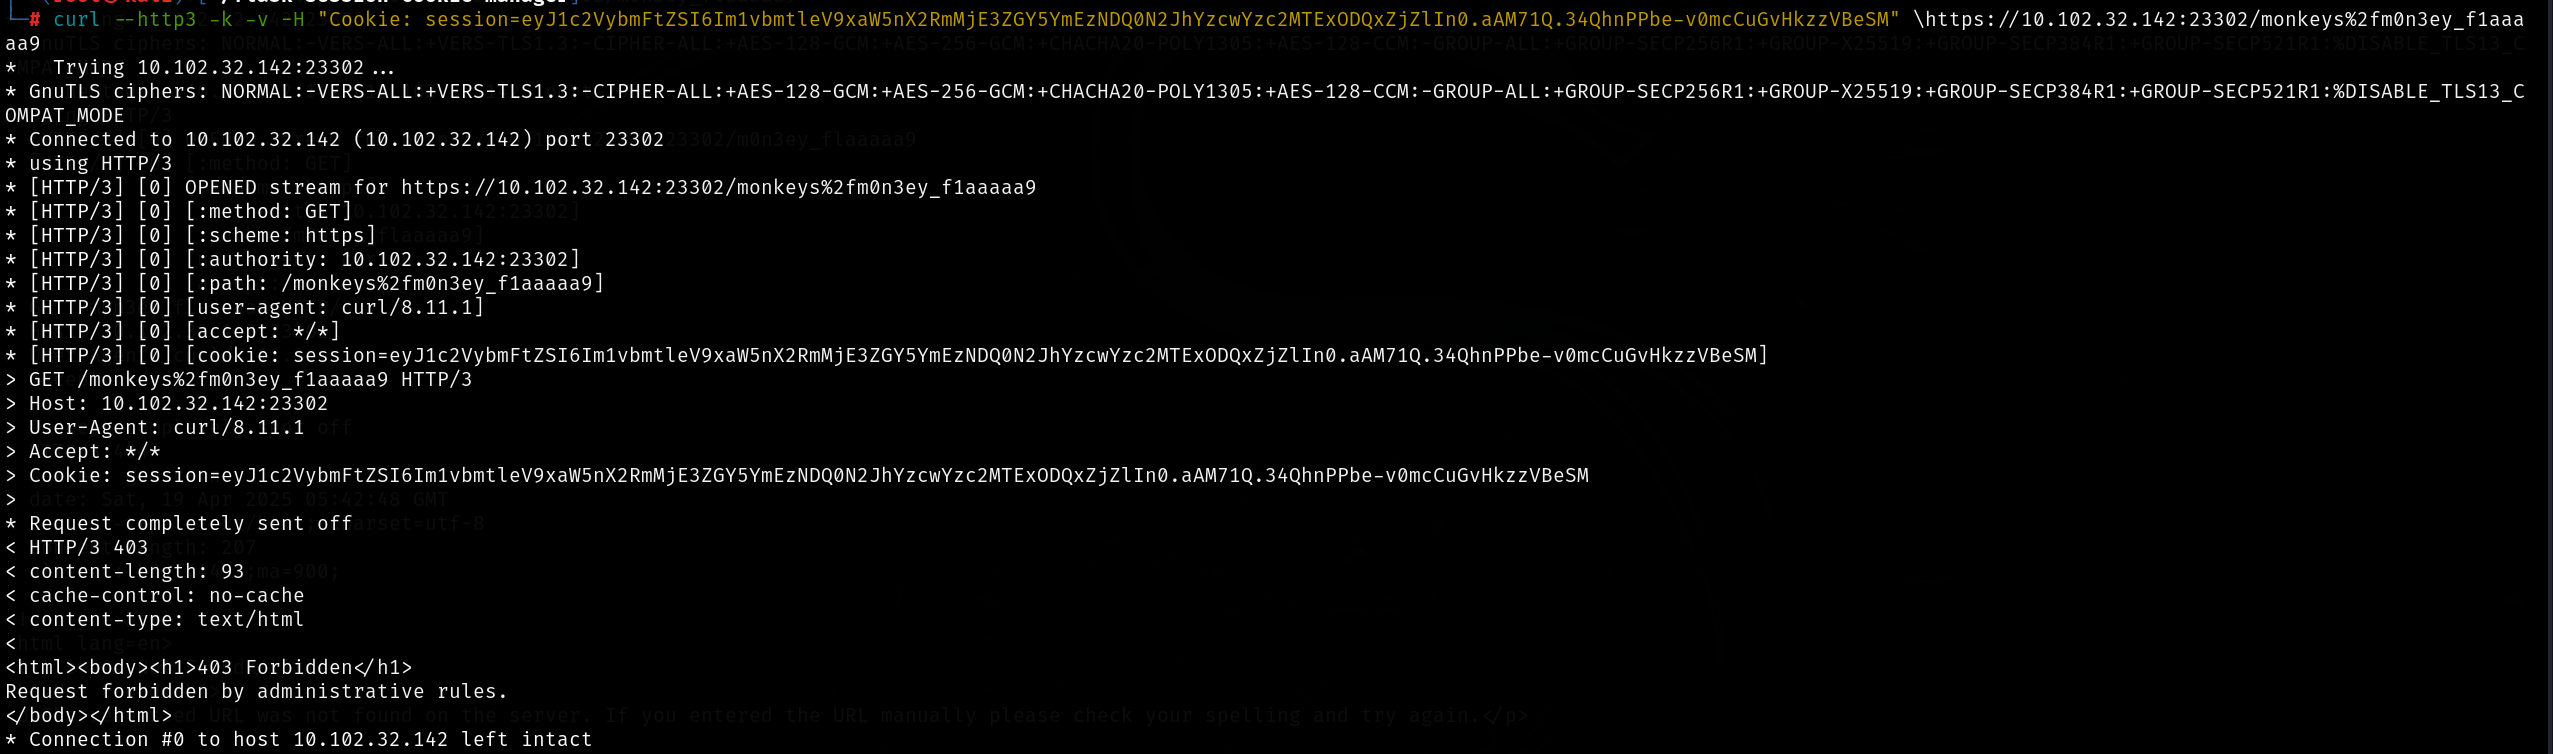 └─# curl --http3 -k -v -H "Cookie: session=eyJ1c2VybmFtZSI6Im1vbmtleV9xaW5nX2RmMjE3ZGY5YmEzNDQ0N2JhYzcwYzc2MTExODQxZjZlIn0.aAM71Q.34QhnPPbe-v0mcCuGvHkzzVBeSM" \https://10.102.32.142:23302/monkeys%2fm0n3ey_f1aaa
aa9
*   Trying 10.102.32.142:23302...
* GnuTLS ciphers: NORMAL:-VERS-ALL:+VERS-TLS1.3:-CIPHER-ALL:+AES-128-GCM:+AES-256-GCM:+CHACHA20-POLY1305:+AES-128-CCM:-GROUP-ALL:+GROUP-SECP256R1:+GROUP-X25519:+GROUP-SECP384R1:+GROUP-SECP521R1:%DISABLE_TLS13_C
OMPAT_MODE
* Connected to 10.102.32.142 (10.102.32.142) port 23302
* using HTTP/3
* [HTTP/3] [0] OPENED stream for https://10.102.32.142:23302/monkeys%2fm0n3ey_f1aaaaa9
* [HTTP/3] [0] [:method: GET]
* [HTTP/3] [0] [:scheme: https]
* [HTTP/3] [0] [:authority: 10.102.32.142:23302]
* [HTTP/3] [0] [:path: /monkeys%2fm0n3ey_f1aaaaa9]
* [HTTP/3] [0] [user-agent: curl/8.11.1]
* [HTTP/3] [0] [accept: */*]
* [HTTP/3] [0] [cookie: session=eyJ1c2VybmFtZSI6Im1vbmtleV9xaW5nX2RmMjE3ZGY5YmEzNDQ0N2JhYzcwYzc2MTExODQxZjZlIn0.aAM71Q.34QhnPPbe-v0mcCuGvHkzzVBeSM]
> GET /monkeys%2fm0n3ey_f1aaaaa9 HTTP/3
> Host: 10.102.32.142:23302
> User-Agent: curl/8.11.1
> Accept: */*
> Cookie: session=eyJ1c2VybmFtZSI6Im1vbmtleV9xaW5nX2RmMjE3ZGY5YmEzNDQ0N2JhYzcwYzc2MTExODQxZjZlIn0.aAM71Q.34QhnPPbe-v0mcCuGvHkzzVBeSM
>
* Request completely sent off
< HTTP/3 403
< content-length: 93
< cache-control: no-cache
< content-type: text/html
<
<html><body><h1>403 Forbidden</h1>
Request forbidden by administrative rules.
</body></html>
* Connection #0 to host 10.102.32.142 left intact